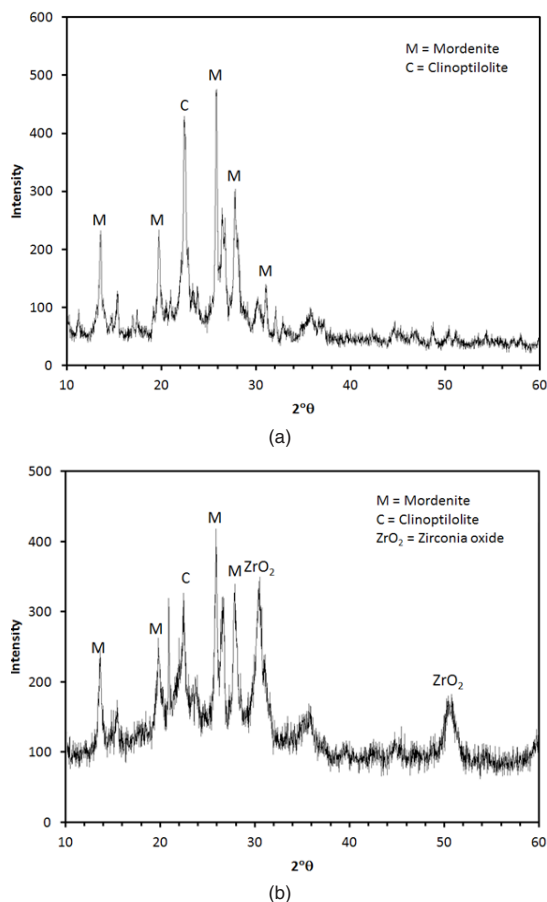 600
500
400
300
200
100
0
Intensity
M = Mordenite
C = Clinoptilolite
M
M
C
M
M
M
10 20 30 40 50 60
2°θ
(a)
500
400
300
200
100
0
Intensity
M = Mordenite
C = Clinoptilolite
ZrO₂ = Zirconia oxide
M
M
C
M
M
ZrO₂
ZrO₂
10 20 30 40 50 60
2°θ
(b)